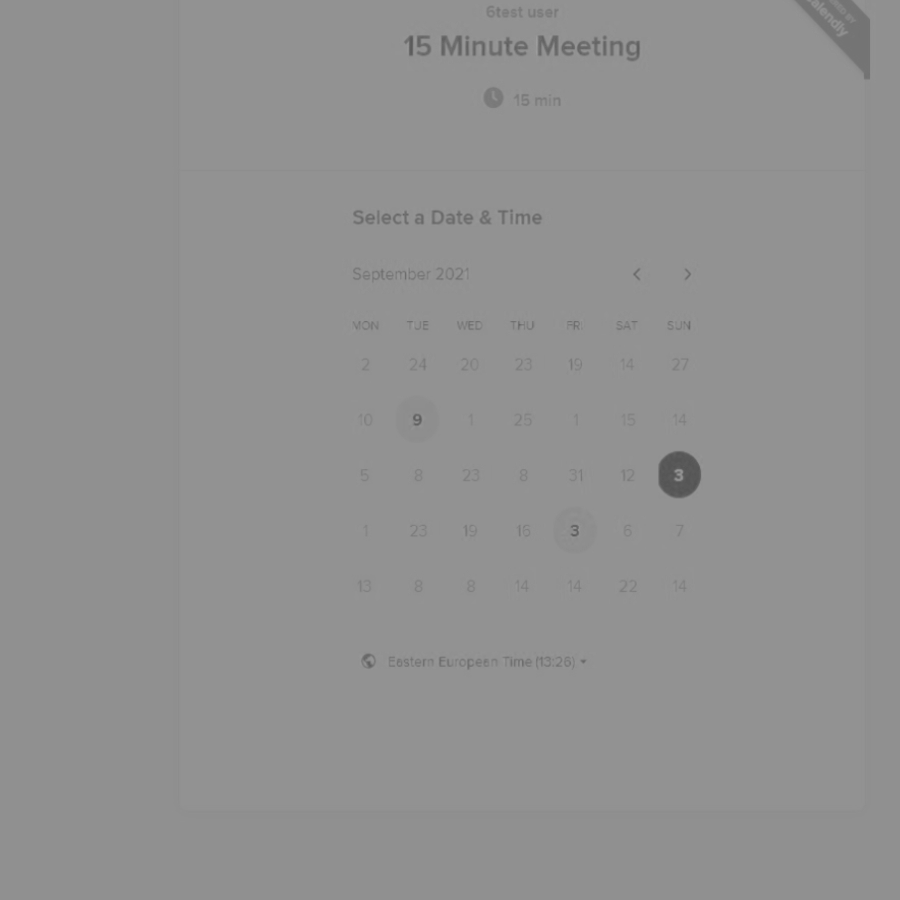 6test user
15 Minute Meeting
15 min
Select a Date & Time
September 2021
MON TUE WED THU FRI SAT SUN
2 24 20 23 19 14 27
10 9 1 25 1 15 14
5 8 23 8 31 12 3
1 23 19 16 3 6 7
13 8 8 14 14 22 14
Eastern European Time (13:26)